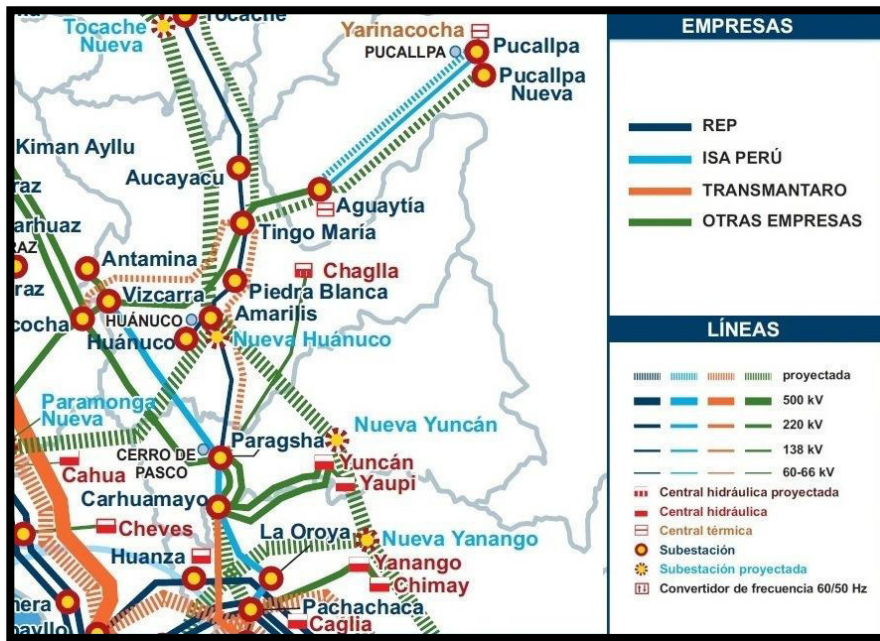 Tocache
Nueva
Tocache
Yarinacocha
PUCALLPA
Pucallpa
Pucallpa
Nueva
Kiman Ayllu
Aucayacu
Aguaytía
Tingo María
Antamina
Chaglla
Vizcarra
Piedra Blanca
HUÁNUCO
Amarilis
Huánuco
Nueva Huánuco
Paramonga
Nueva
Nueva Yuncán
CERRO DE
PASCO
Paragsha
Yuncán
Yaupi
Cahua
Carhuamayo
Cheves
La Oroya
Nueva Yanango
Huanza
Yanango
Chimay
Pachachaca
Caglia
EMPRESAS
REP
ISA PERÚ
TRANSMANTARO
OTRAS EMPRESAS
LÍNEAS
proyectada
500 kV
220 kV
138 kV
60-66 kV
Central hidráulica proyectada
Central hidráulica
Central térmica
Subestación
Subestación proyectada
Convertidor de frecuencia 60/50 Hz